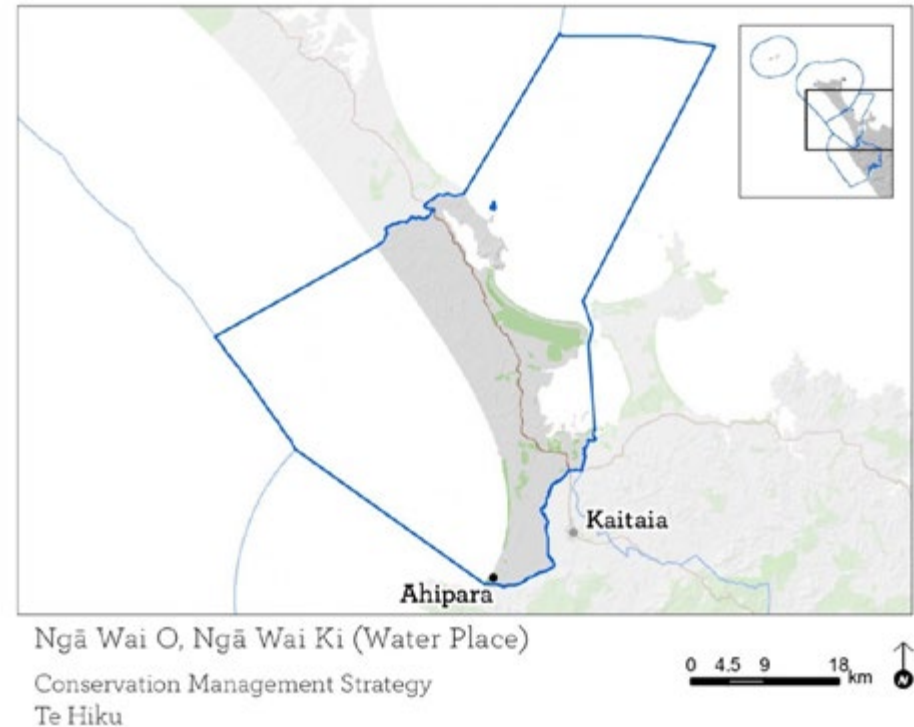 Kaitaia
Ahipara
Ngā Wai O, Ngā Wai Ki (Water Place)
Conservation Management Strategy
Te Hiku
0 4.5 9 18 km
N